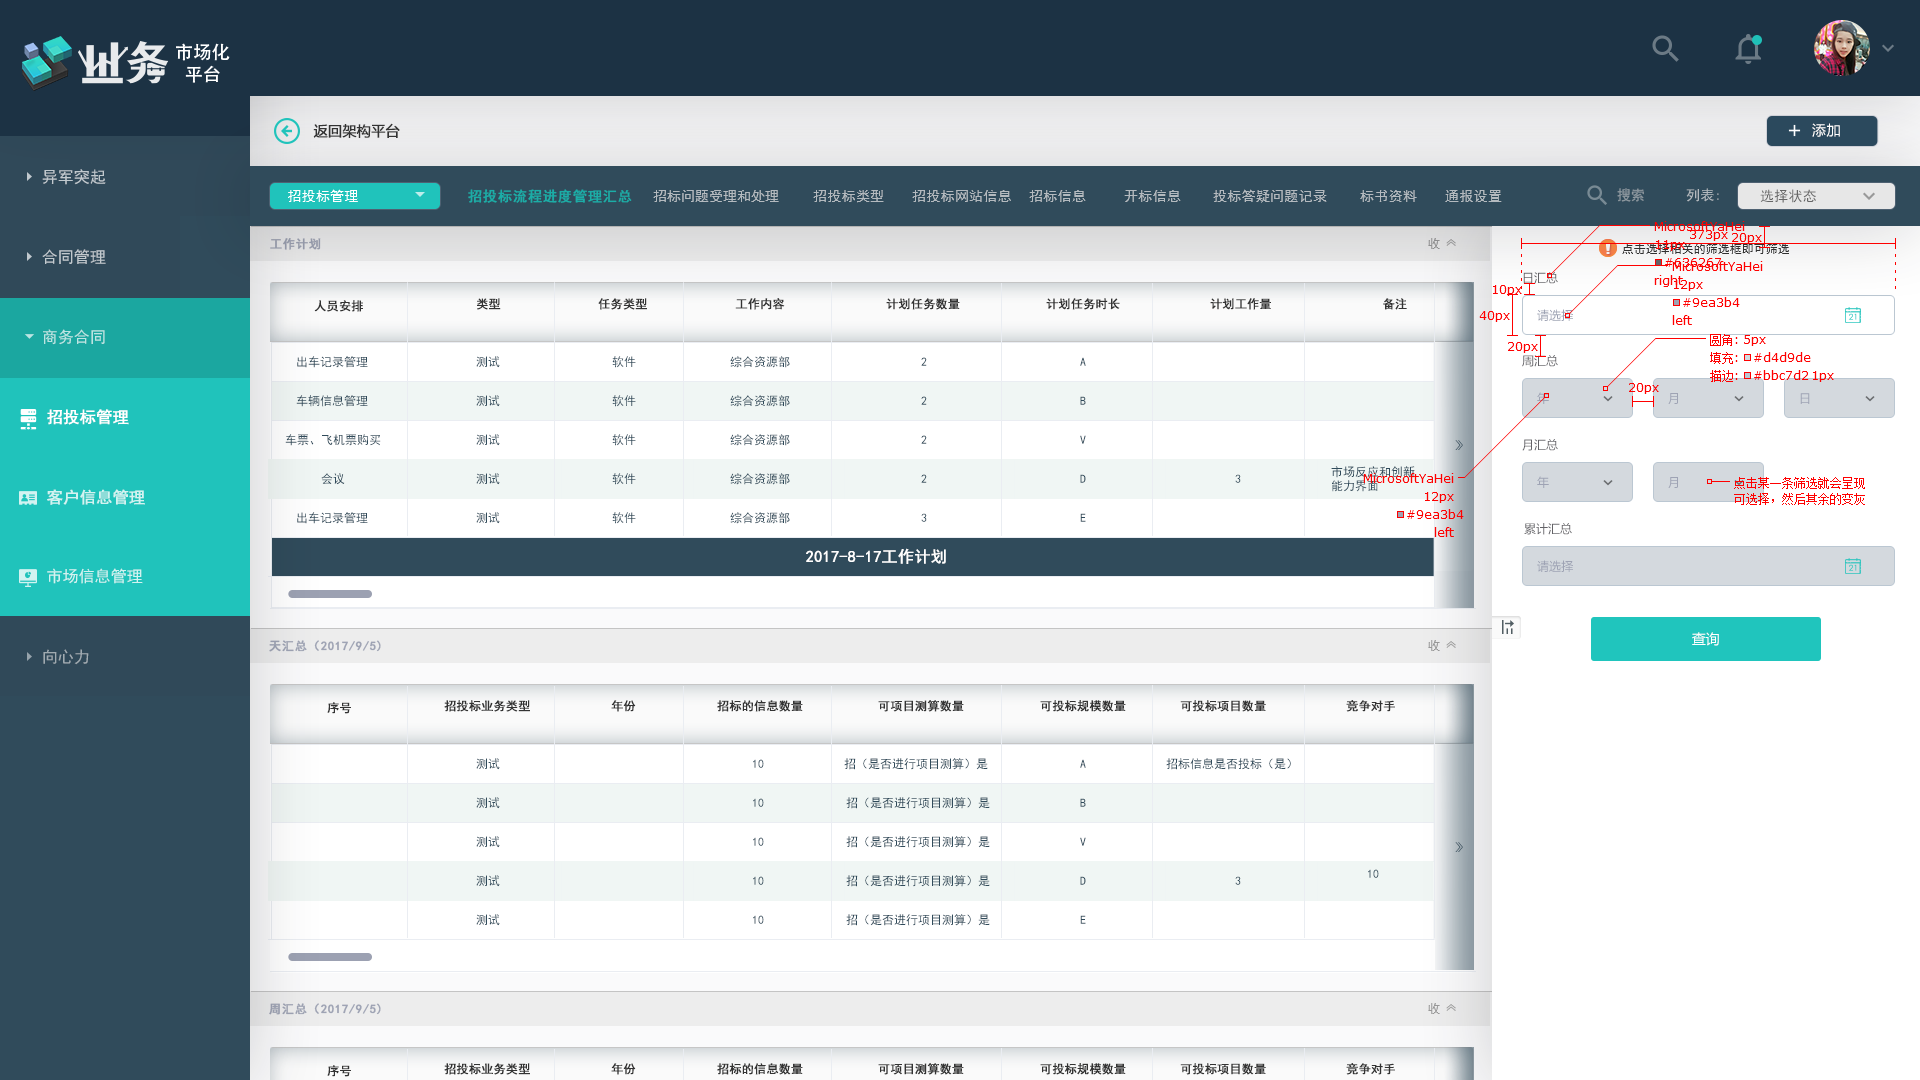 业务 市场化
平台
返回架构平台
+ 添加
异军突起
合同管理
商务合同
招投标管理
客户信息管理
市场信息管理
向心力
招投标管理 招投标流程进度管理汇总 招标问题受理和处理 招投标类型 招投标网站信息 招标信息 开标信息 投标答疑问题记录 标书资料 通报设置 搜索 列表: 选择状态
工作计划 收
人员安排 类型 任务类型 工作内容 计划任务数量 计划任务时长 计划工作量 备注
出车记录管理 测试 软件 综合资源部 2 A
车辆信息管理 测试 软件 综合资源部 2 B
车票、飞机票购买 测试 软件 综合资源部 2 V
会议 测试 软件 综合资源部 2 D 3 市场反应和创新
能力界面
出车记录管理 测试 软件 综合资源部 3 E
2017-8-17工作计划
天汇总（2017/9/5） 收
序号 招投标业务类型 年份 招标的信息数量 可项目测算数量 可投标规模数量 可投标项目数量 竞争对手
测试 10 招（是否进行项目测算）是 A 招标信息是否投标（是）
测试 10 招（是否进行项目测算）是 B
测试 10 招（是否进行项目测算）是 V
测试 10 招（是否进行项目测算）是 D 3 10
测试 10 招（是否进行项目测算）是 E
周汇总（2017/9/5） 收
序号 招投标业务类型 年份 招标的信息数量 可项目测算数量 可投标规模数量 可投标项目数量 竞争对手
MicrosoftYaHei
11px
#636267
right
373px
20px
点击选择相关的筛选框即可筛选
日汇总
MicrosoftYaHei
12px
#9ea3b4
left
10px
40px
请选择
21
20px
圆角: 5px
填充: #d4d9de
描边: #bbc7d2 1px
周汇总
20px
年 月 日
月汇总
年 月
点击某一条筛选就会呈现
可选择，然后其余的变灰
MicrosoftYaHei
12px
#9ea3b4
left
累计汇总
请选择
21
查询